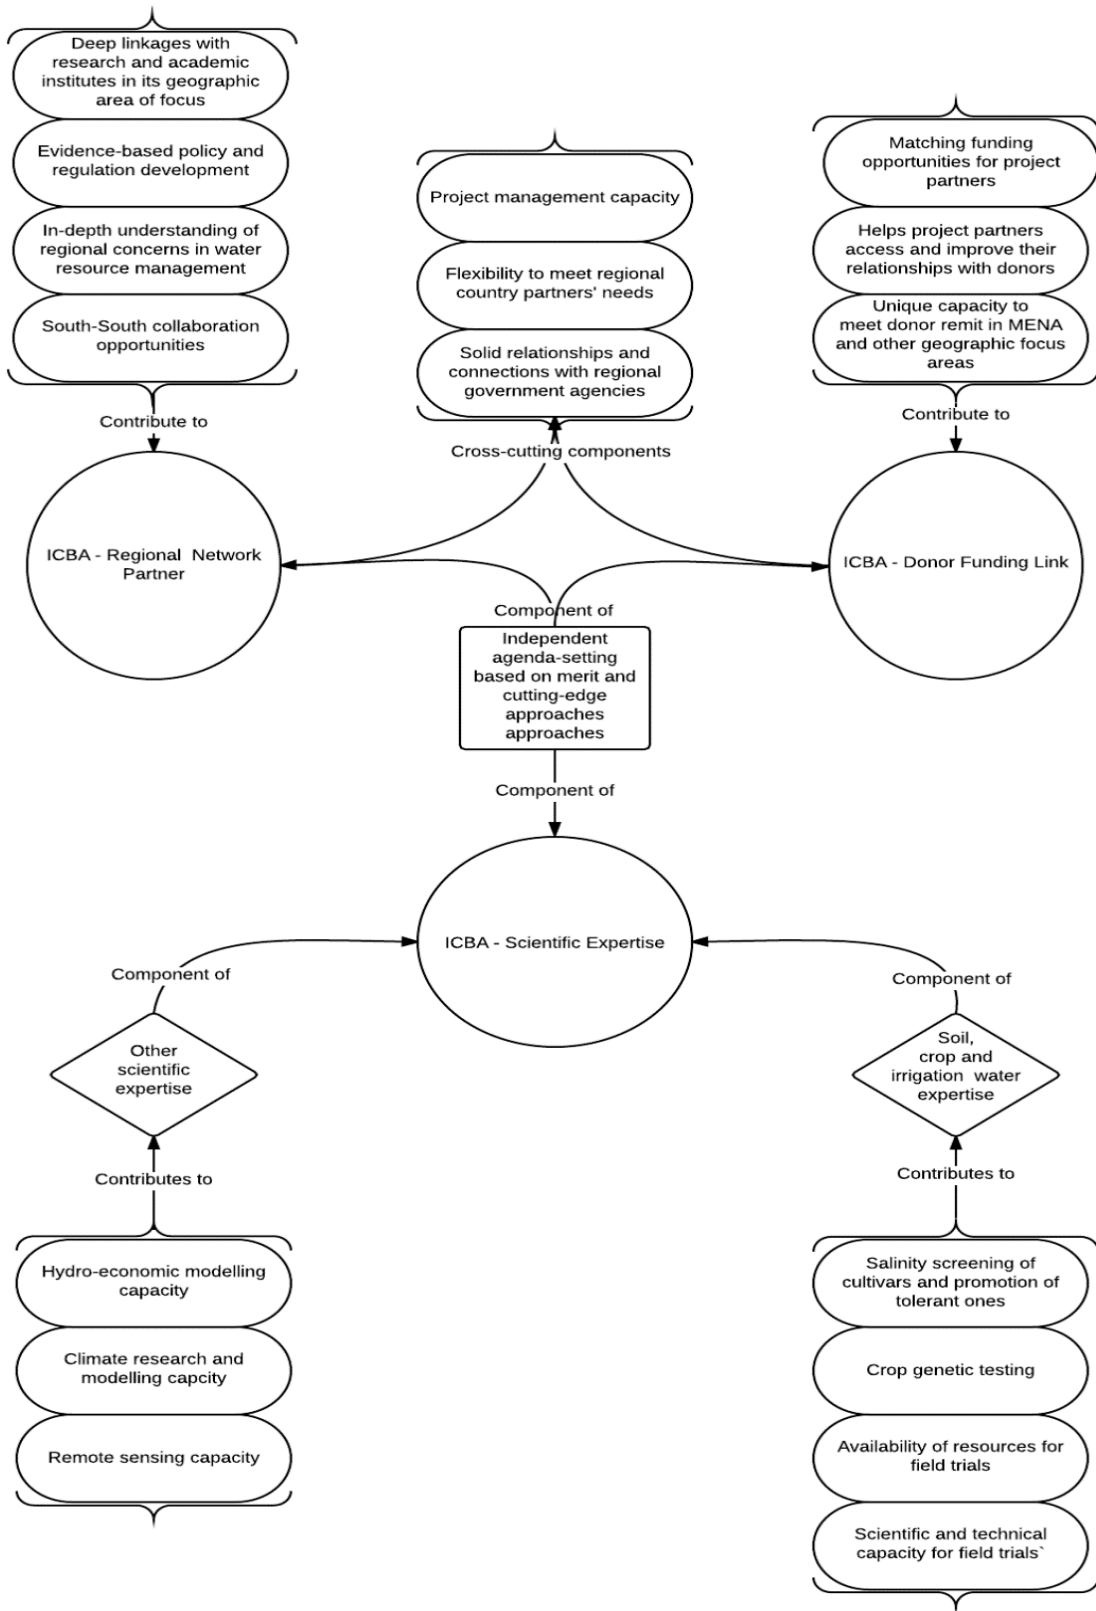 Deep linkages with
research and academic
institutes in its geographic
area of focus
Evidence-based policy and
regulation development
In-depth understanding of
regional concerns in water
resource management
South-South collaboration
opportunities
Contribute to
ICBA - Regional Network
Partner
Project management capacity
Flexibility to meet regional
country partners' needs
Solid relationships and
connections with regional
government agencies
Cross-cutting components
Matching funding
opportunities for project
partners
Helps project partners
access and improve their
relationships with donors
Unique capacity to
meet donor remit in MENA
and other geographic focus
areas
Contribute to
ICBA - Donor Funding Link
Component of
Independent
agenda-setting
based on merit and
cutting-edge
approaches
approaches
Component of
ICBA - Scientific Expertise
Component of
Other
scientific
expertise
Contributes to
Hydro-economic modelling
capacity
Climate research and
modelling capcity
Remote sensing capacity
Component of
Soil,
crop and
irrigation water
expertise
Contributes to
Salinity screening of
cultivars and promotion of
tolerant ones
Crop genetic testing
Availability of resources for
field trials
Scientific and technical
capacity for field trials`